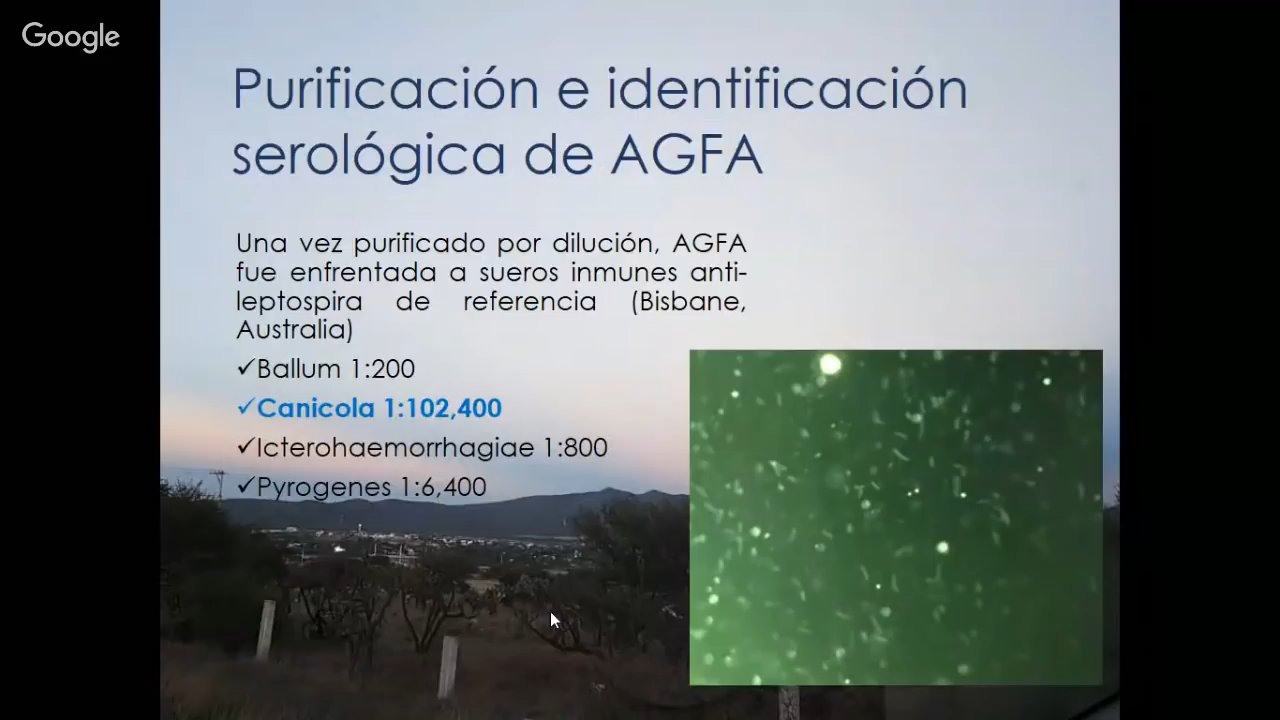 Google
Purificación e identificación
serológica de AGFA
Una vez purificado por dilución, AGFA
fue enfrentada a sueros inmunes anti-
leptospira de referencia (Bisbane,
Australia)
✓Ballum 1:200
✓Canicola 1:102,400
✓Icterohaemorrhagiae 1:800
✓Pyrogenes 1:6,400